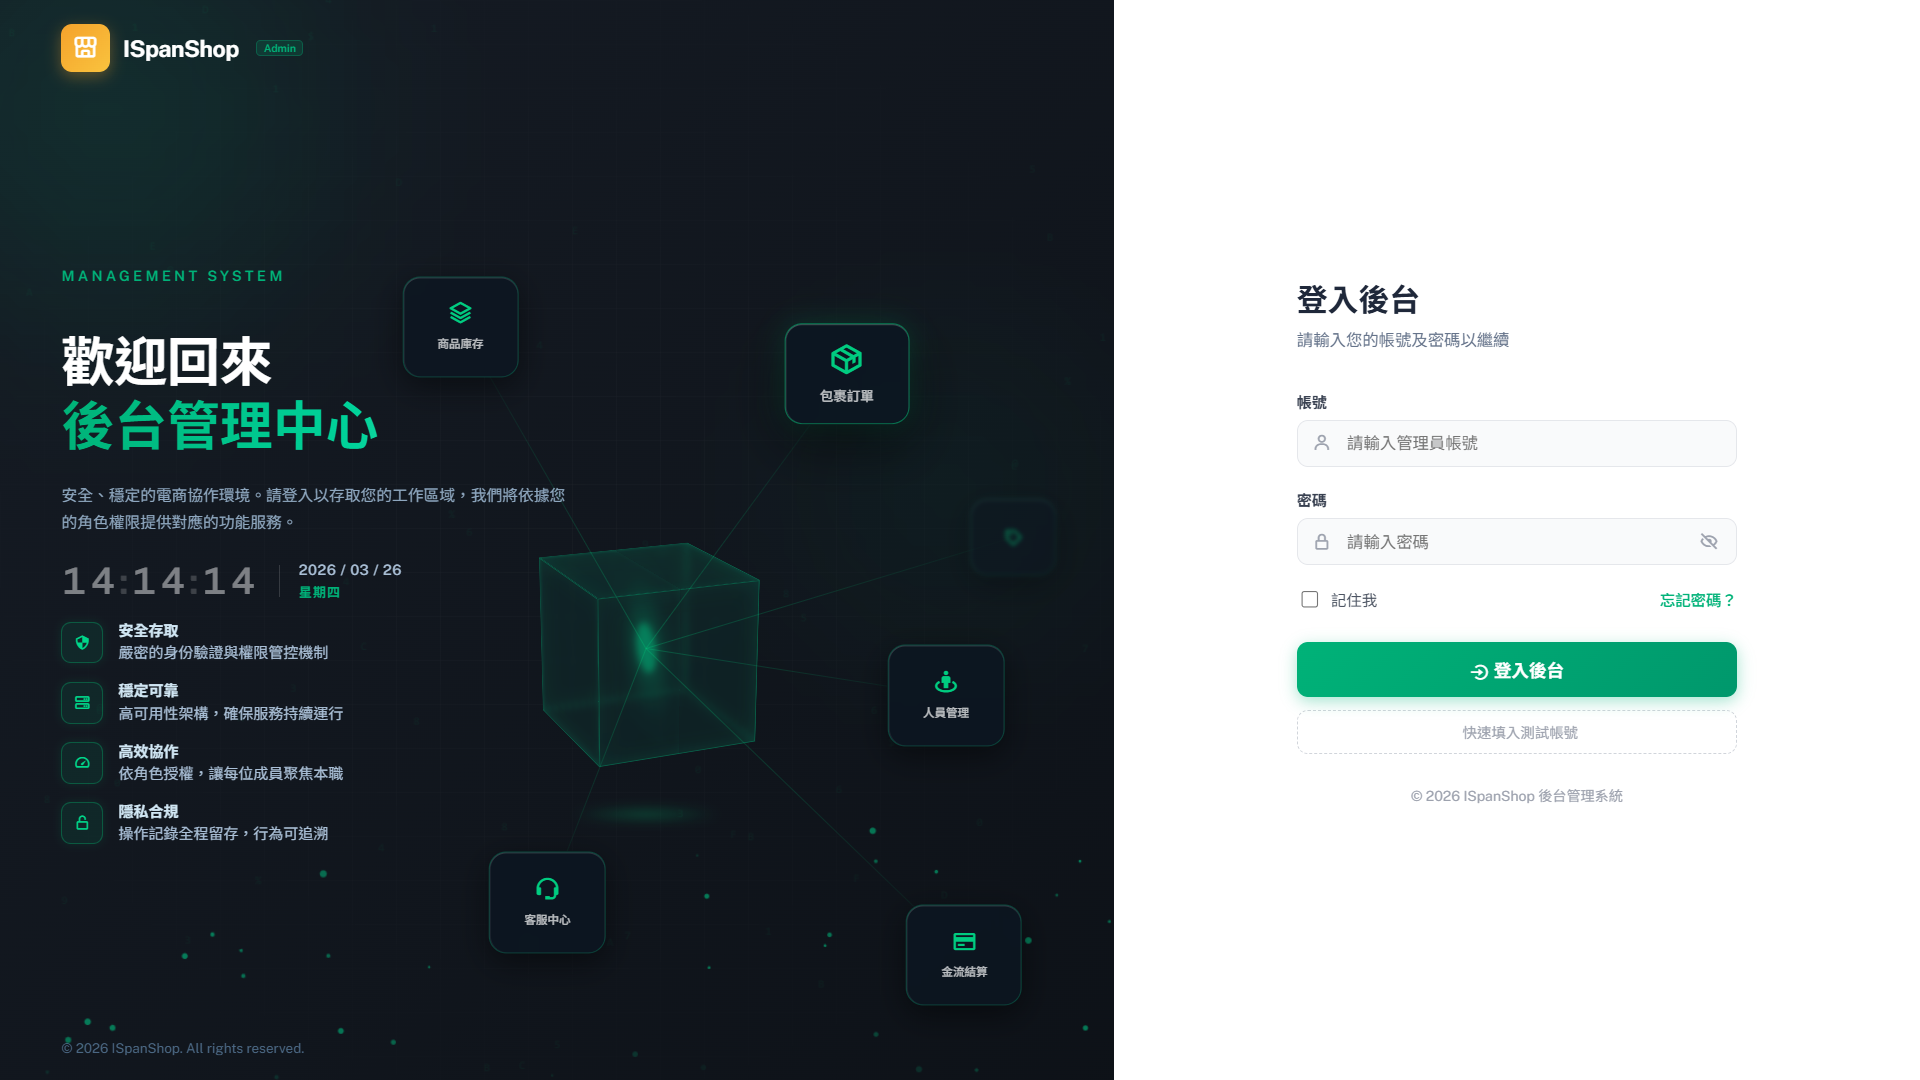 ISpanShop
Admin
MANAGEMENT SYSTEM
歡迎回來
後台管理中心
安全、穩定的電商協作環境。請登入以存取您的工作區域，我們將依據您
的角色權限提供對應的功能服務。
14:14:14
2026 / 03 / 26
星期四
安全存取
嚴密的身份驗證與權限管控機制
穩定可靠
高可用性架構，確保服務持續運行
高效協作
依角色授權，讓每位成員聚焦本職
隱私合規
操作記錄全程留存，行為可追溯
商品庫存
包裹訂單
人員管理
客服中心
金流結算
© 2026 ISpanShop. All rights reserved.
登入後台
請輸入您的帳號及密碼以繼續
帳號
請輸入管理員帳號
密碼
請輸入密碼
記住我
忘記密碼？
登入後台
快速填入測試帳號
© 2026 ISpanShop 後台管理系統